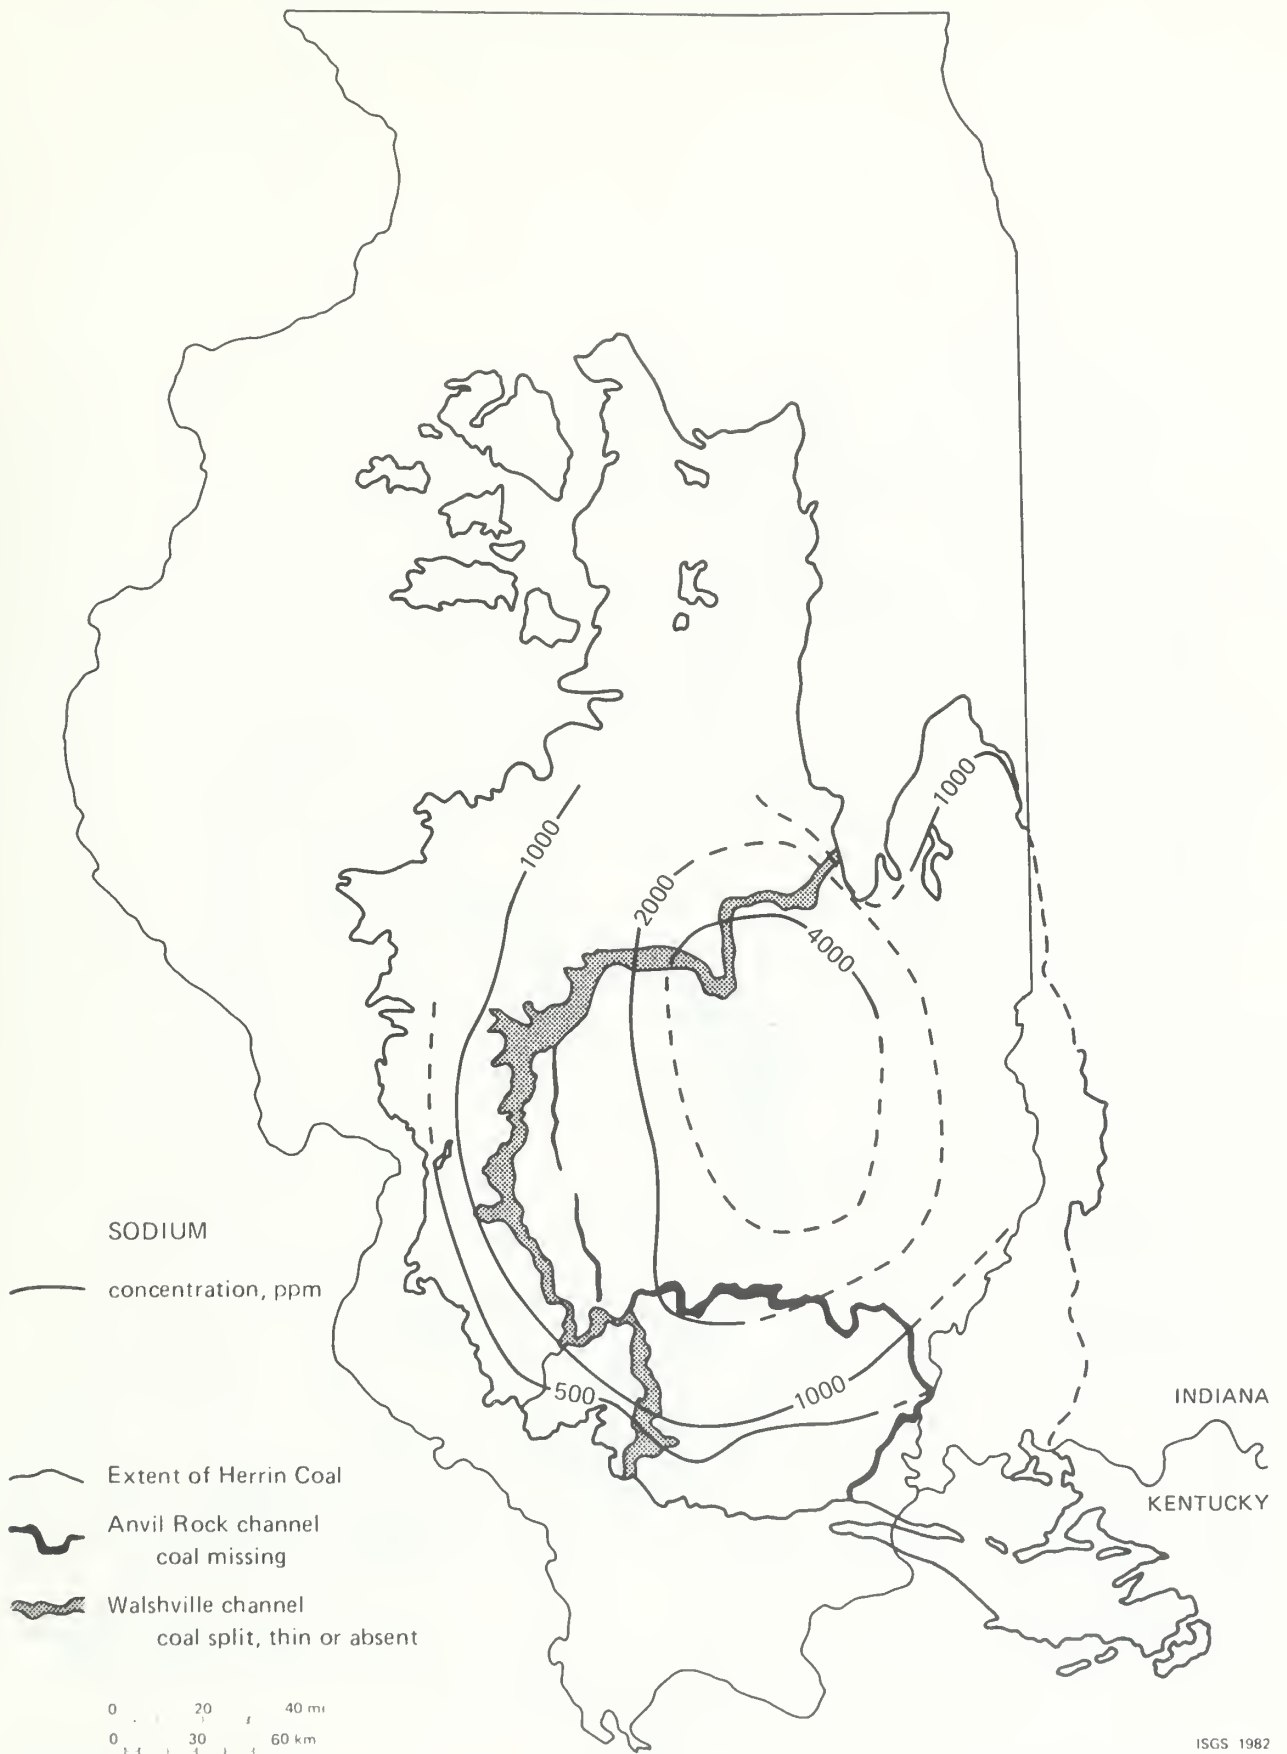 1000
1000
2000
4000
SODIUM
concentration, ppm
500
1000
INDIANA
KENTUCKY
Extent of Herrin Coal
Anvil Rock channel
coal missing
Walshville channel
coal split, thin or absent
0 20 40 mi
0 30 60 km
ISGS 1982